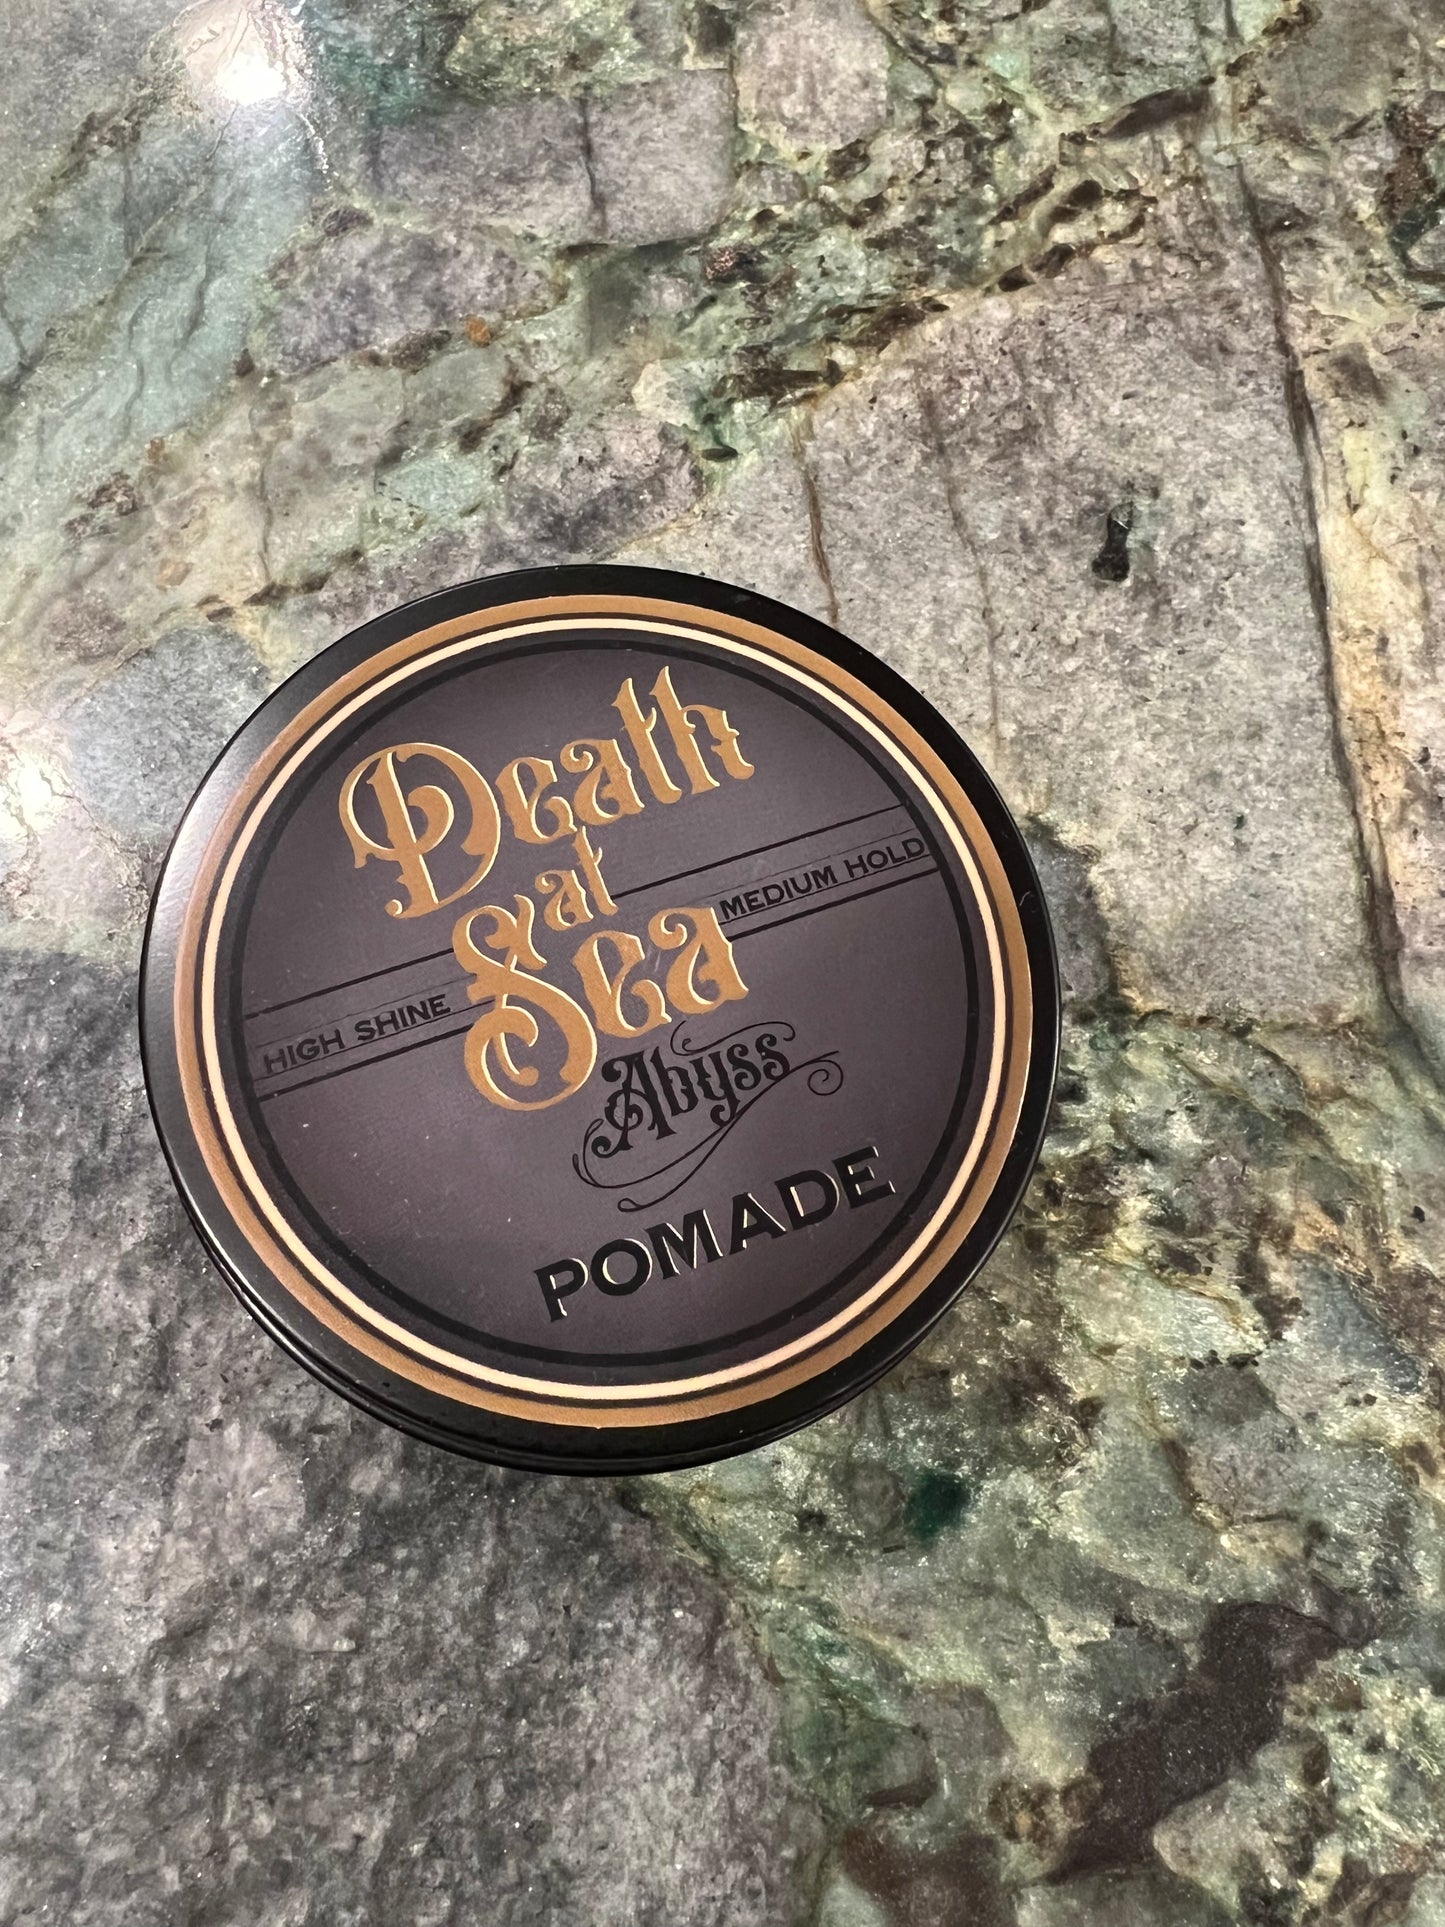 Death
at
Sea
HIGH SHINE
MEDIUM HOLD
Abyss
POMADE